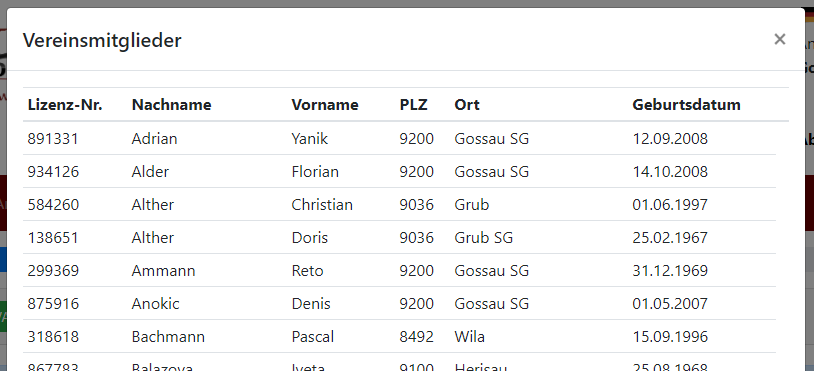 Vereinsmitglieder ×
Lizenz-Nr. Nachname Vorname PLZ Ort Geburtsdatum
891331 Adrian Yanik 9200 Gossau SG 12.09.2008
934126 Alder Florian 9200 Gossau SG 14.10.2008
584260 Alther Christian 9036 Grub 01.06.1997
138651 Alther Doris 9036 Grub SG 25.02.1967
299369 Ammann Reto 9200 Gossau SG 31.12.1969
875916 Anokic Denis 9200 Gossau SG 01.05.2007
318618 Bachmann Pascal 8492 Wila 15.09.1996
867783 Balazova Iveta 9100 Herisau 25.08.1968